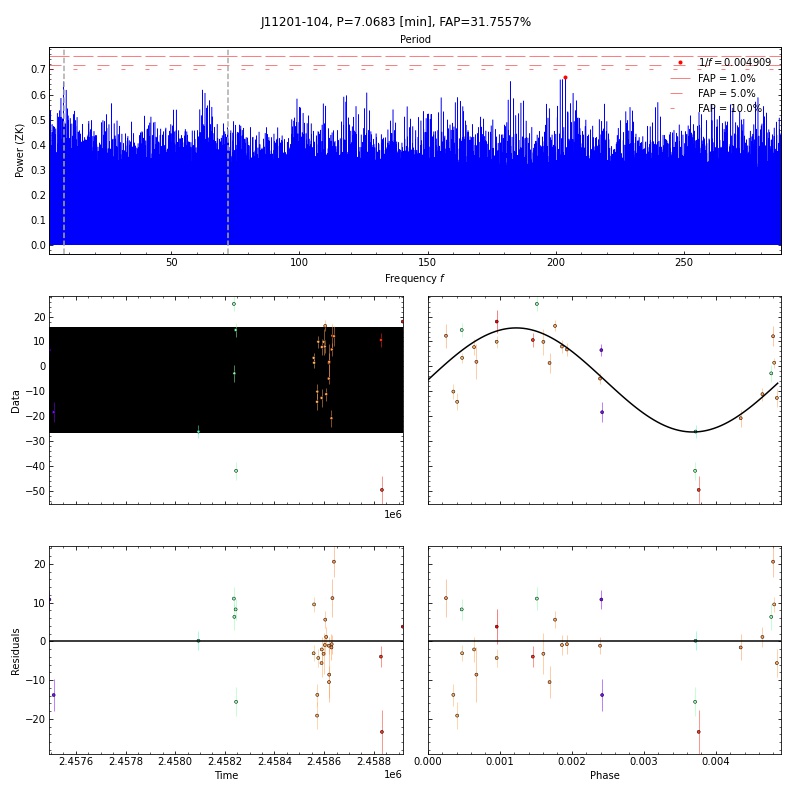 J11201-104, P=7.0683 [min], FAP=31.7557%
Period
Power (ZK)
0.7
0.6
0.5
0.4
0.3
0.2
0.1
0.0
1/f = 0.004909
FAP = 1.0%
FAP = 5.0%
FAP = 10.0%
50 100 150 200 250
Frequency f
Data
20
10
0
−10
−20
−30
−40
−50
1e6
Residuals
20
10
0
−10
−20
2.4576 2.4578 2.4580 2.4582 2.4584 2.4586 2.4588
1e6
Time
0.000 0.001 0.002 0.003 0.004
Phase